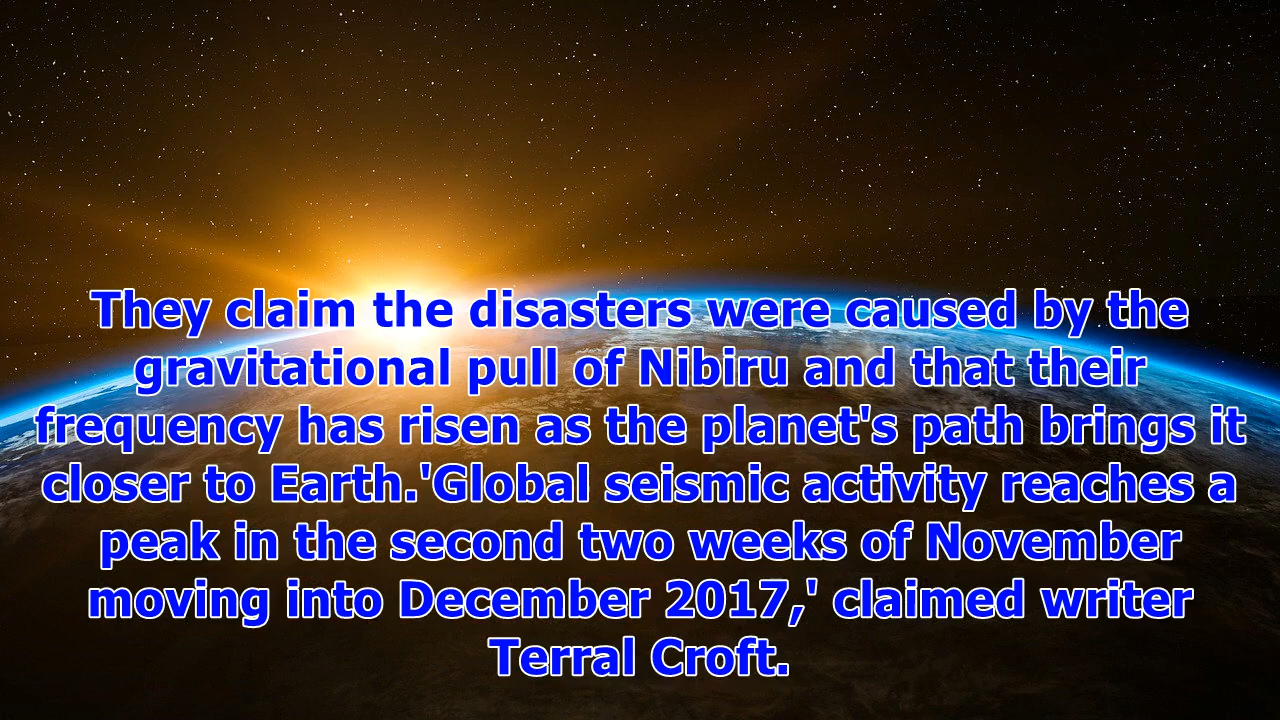 They claim the disasters were caused by the
gravitational pull of Nibiru and that their
frequency has risen as the planet's path brings it
closer to Earth.'Global seismic activity reaches a
peak in the second two weeks of November
moving into December 2017,' claimed writer
Terral Croft.